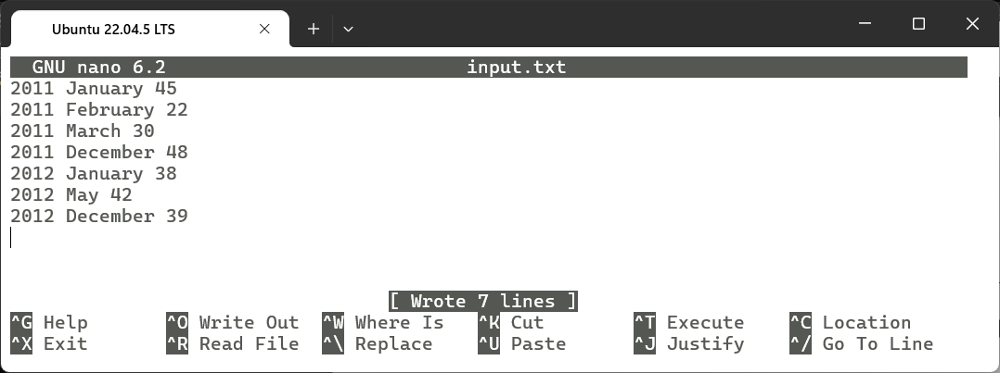 Ubuntu 22.04.5 LTS
GNU nano 6.2 input.txt
2011 January 45
2011 February 22
2011 March 30
2011 December 48
2012 January 38
2012 May 42
2012 December 39
[ Wrote 7 lines ]
^G Help ^O Write Out ^W Where Is ^K Cut ^T Execute ^C Location
^X Exit ^R Read File ^\ Replace ^U Paste ^J Justify ^/ Go To Line